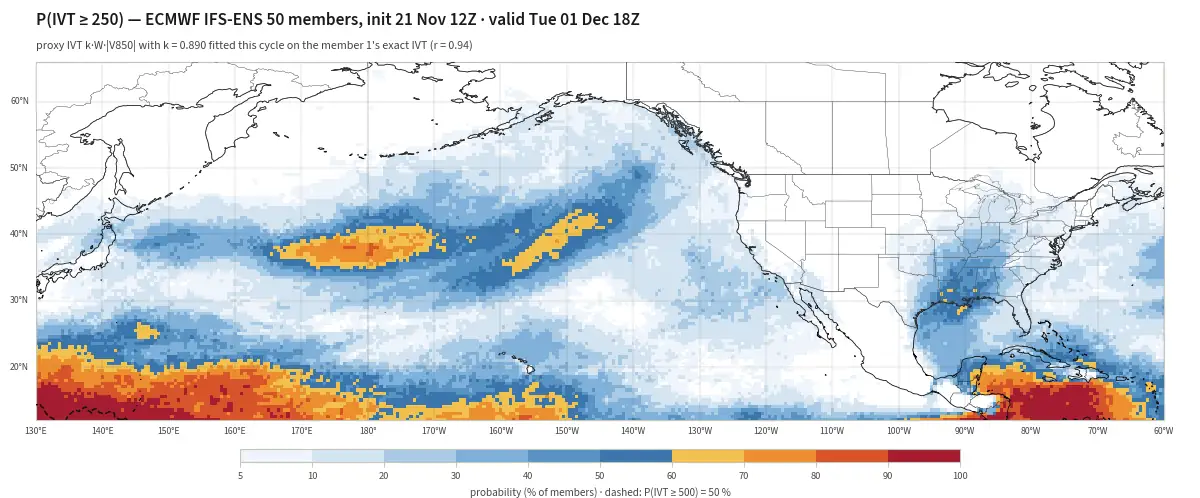 P(IVT ≥ 250) — ECMWF IFS-ENS 50 members, init 21 Nov 12Z · valid Tue 01 Dec 18Z
proxy IVT k·W·|V850| with k = 0.890 fitted this cycle on the member 1's exact IVT (r = 0.94)
60°N
50°N
40°N
30°N
20°N
130°E 140°E 150°E 160°E 170°E 180° 170°W 160°W 150°W 140°W 130°W 120°W 110°W 100°W 90°W 80°W 70°W 60°W
5 10 20 30 40 50 60 70 80 90 100
probability (% of members) · dashed: P(IVT ≥ 500) = 50 %